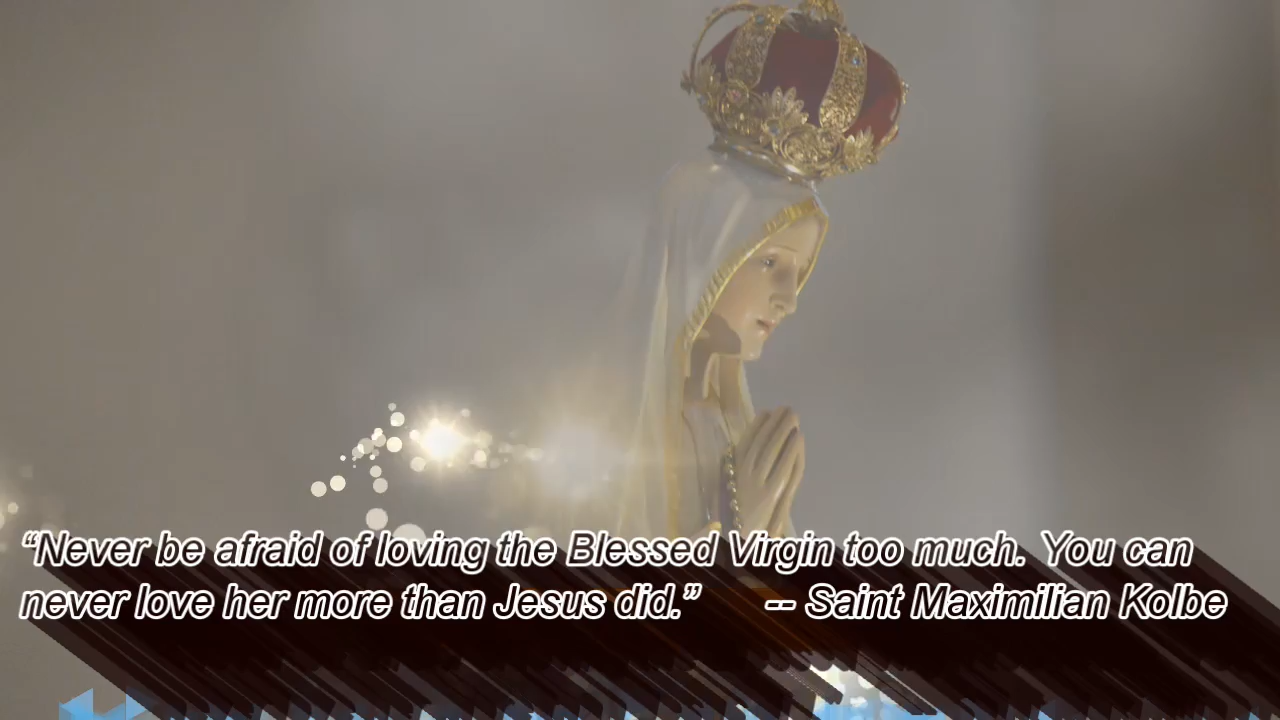 “Never be afraid of loving the Blessed Virgin too much. You can
never love her more than Jesus did.” -- Saint Maximilian Kolbe